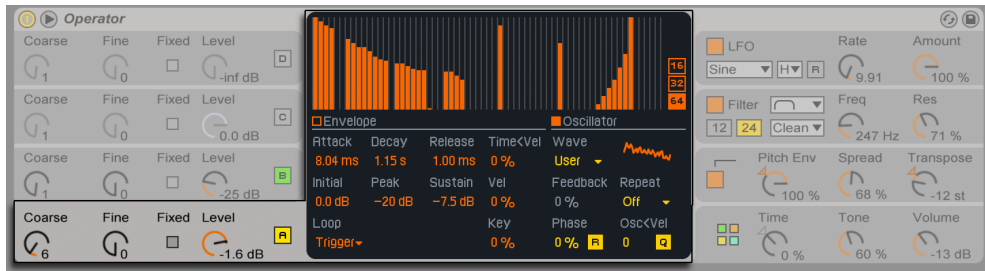 Operator
Coarse Fine Fixed Level
1 0 -inf dB D
Coarse Fine Fixed Level
1 0 0.0 dB C
Coarse Fine Fixed Level
1 0 -25 dB B
Coarse Fine Fixed Level
6 0 -1.6 dB A
16
32
64
Envelope Oscillator
Attack Decay Release Time<Vel Wave
8.04 ms 1.15 s 1.00 ms 0 % User
Initial Peak Sustain Vel Feedback Repeat
0.0 dB -20 dB -7.5 dB 0 % 0 % Off
Loop Key Phase Osc<Vel
Trigger 0 % 0 % R 0 Q
LFO Rate Amount
Sine H R 9.91 100 %
Filter Freq Res
12 24 Clean 247 Hz 71 %
Pitch Env Spread Transpose
100 % 68 % -12 st
Time Tone Volume
0 % 60 % -13 dB